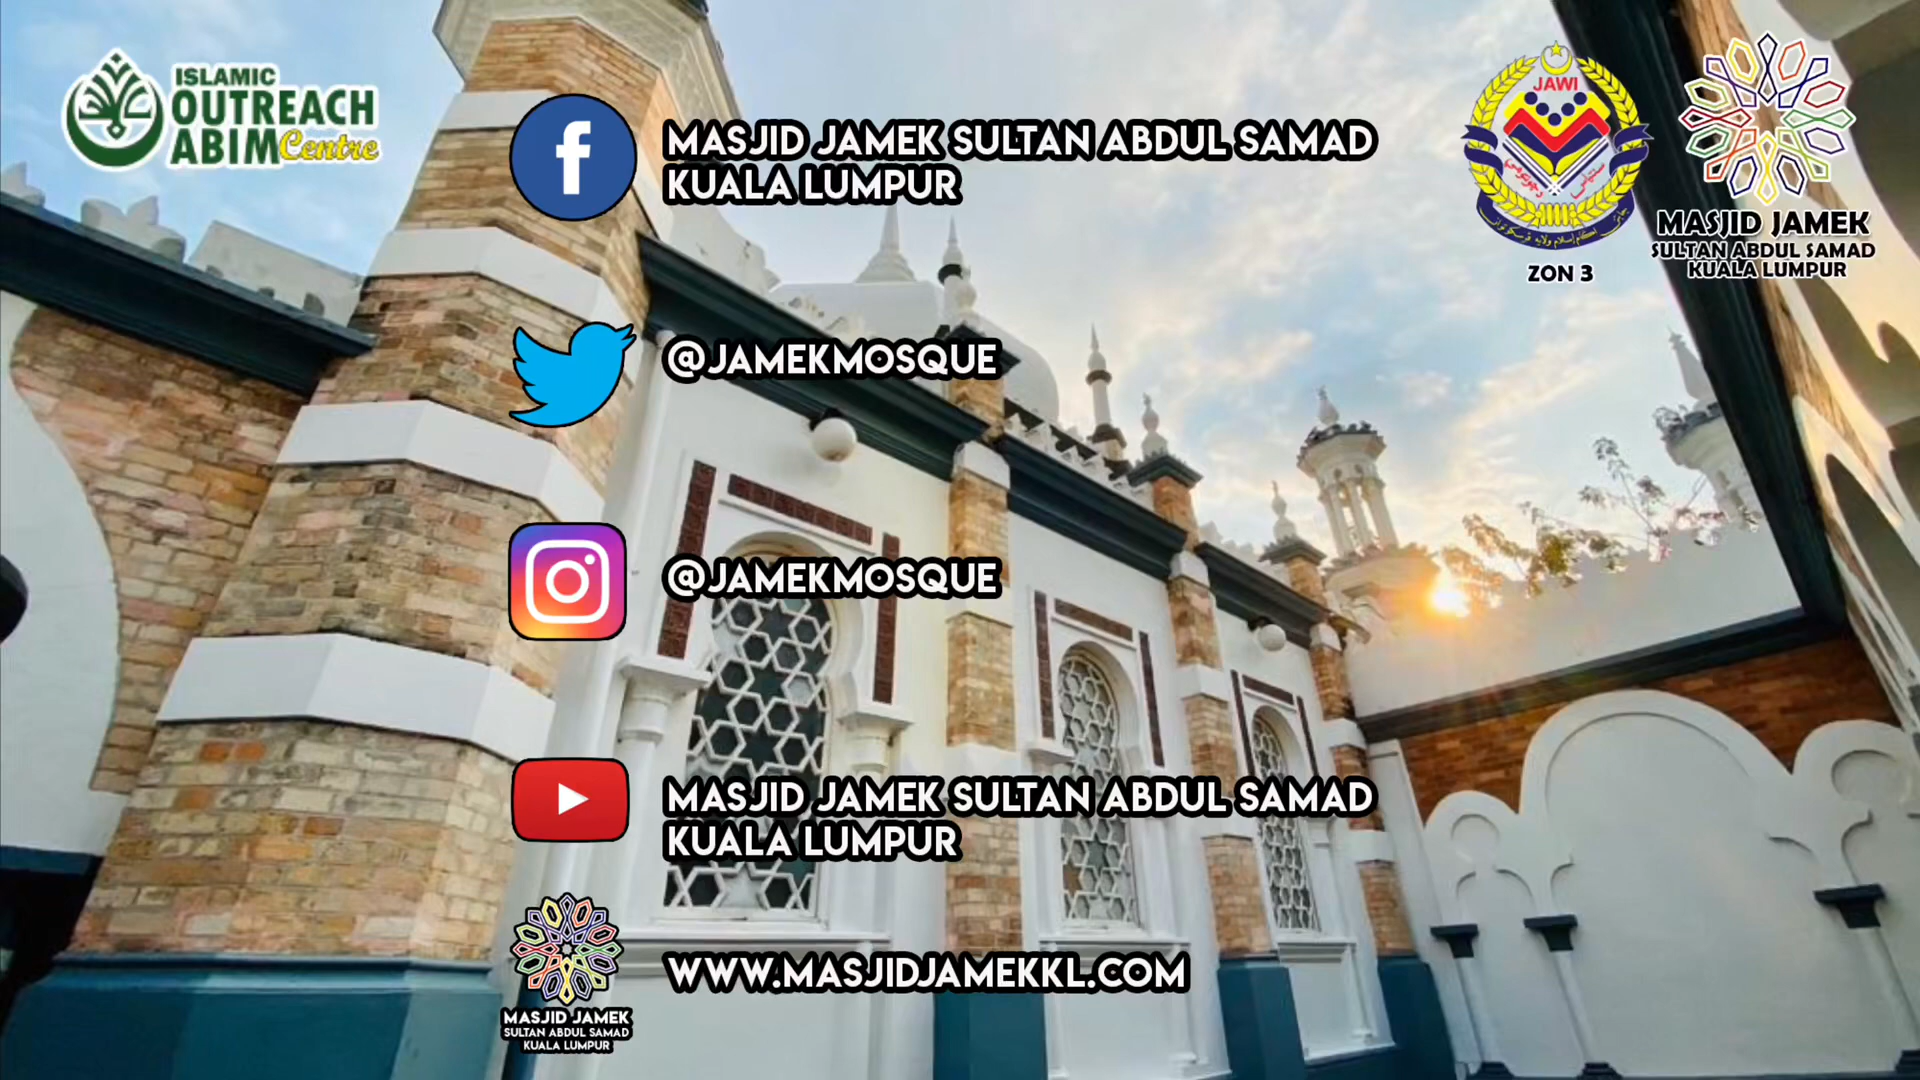 ISLAMIC
OUTREACH
ABIM Centre
MASJID JAMEK SULTAN ABDUL SAMAD
KUALA LUMPUR
JAWI
ZON 3
MASJID JAMEK
SULTAN ABDUL SAMAD
KUALA LUMPUR
@JAMEKMOSQUE
@JAMEKMOSQUE
MASJID JAMEK SULTAN ABDUL SAMAD
KUALA LUMPUR
WWW.MASJIDJAMEKKL.COM
MASJID JAMEK
SULTAN ABDUL SAMAD
KUALA LUMPUR